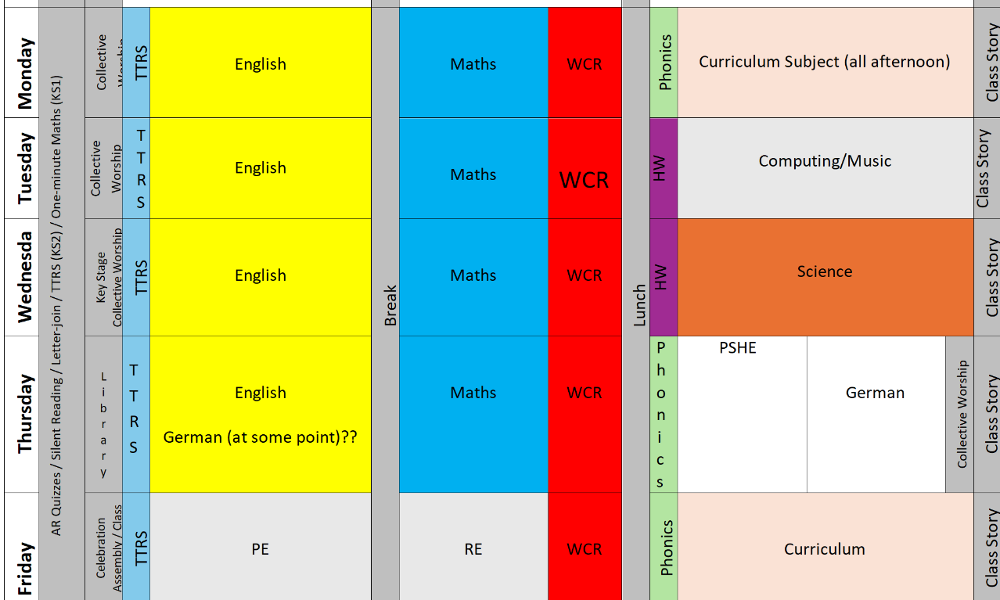 Monday
AR Quizzes / Silent Reading / Letter-join / TTRS (KS2) / One-minute Maths (KS1)
Collective
Worship
TTRS
English
Break
Maths
WCR
Lunch
Phonics
Curriculum Subject (all afternoon)
Class Story
Tuesday
Collective
Worship
TTRS
English
Maths
WCR
HW
Computing/Music
Class Story
Wednesda
Key Stage
Collective Worship
TTRS
English
Maths
WCR
HW
Science
Class Story
Thursday
Library
TTRS
English
German (at some point)??
Maths
WCR
Phonics
PSHE
German
Collective Worship
Class Story
Friday
Celebration
Assembly / Class
TTRS
PE
RE
WCR
Phonics
Curriculum
Class Story